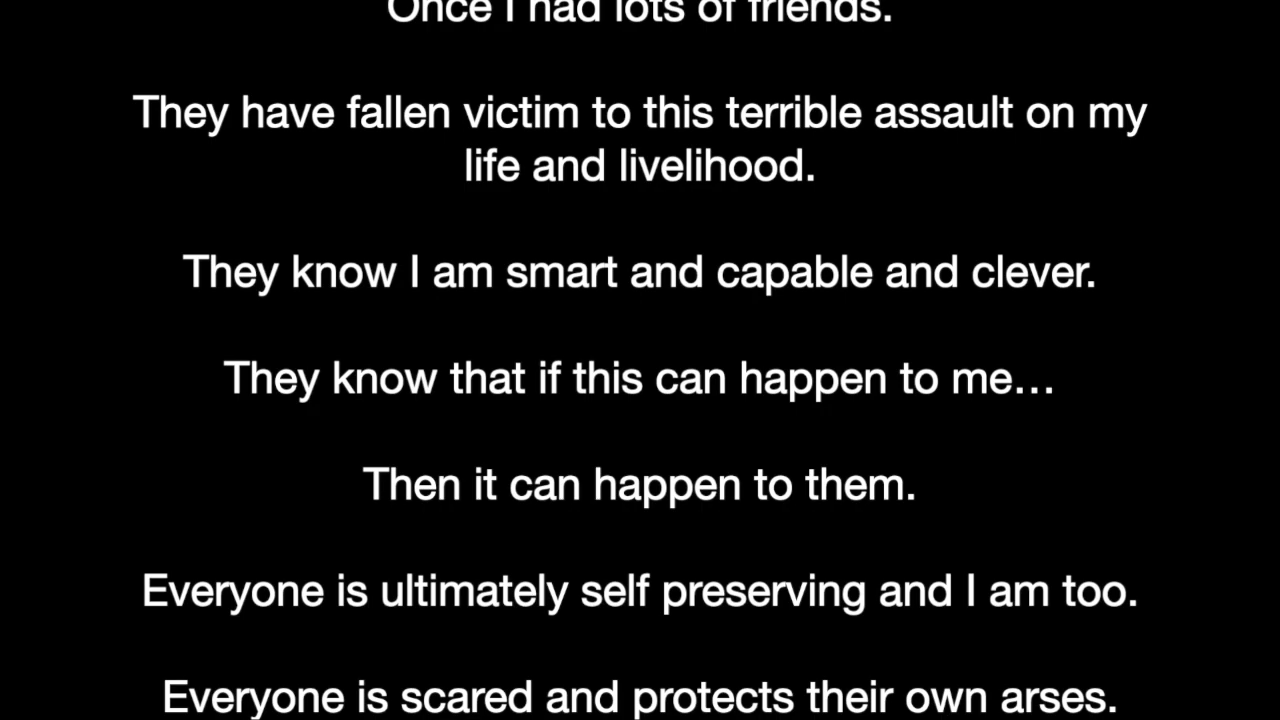 Once I had lots of friends.
They have fallen victim to this terrible assault on my
life and livelihood.
They know I am smart and capable and clever.
They know that if this can happen to me…
Then it can happen to them.
Everyone is ultimately self preserving and I am too.
Everyone is scared and protects their own arses.